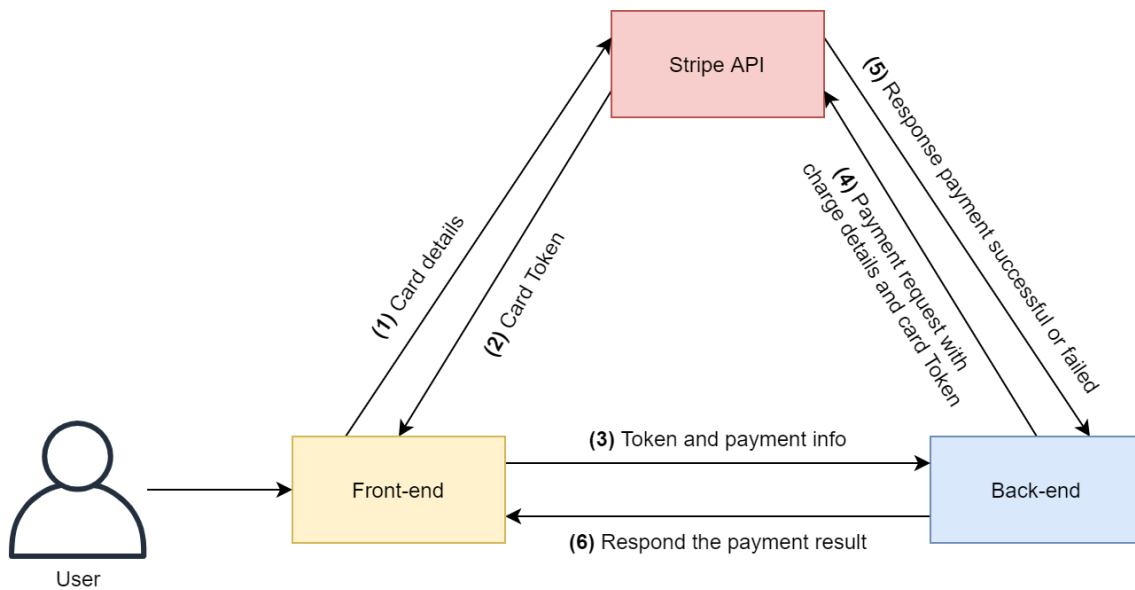 Stripe API
(1) Card details
(2) Card Token
(5) Response payment successful or failed
(4) Payment request with
charge details and card Token
(3) Token and payment info
Front-end
Back-end
(6) Respond the payment result
User